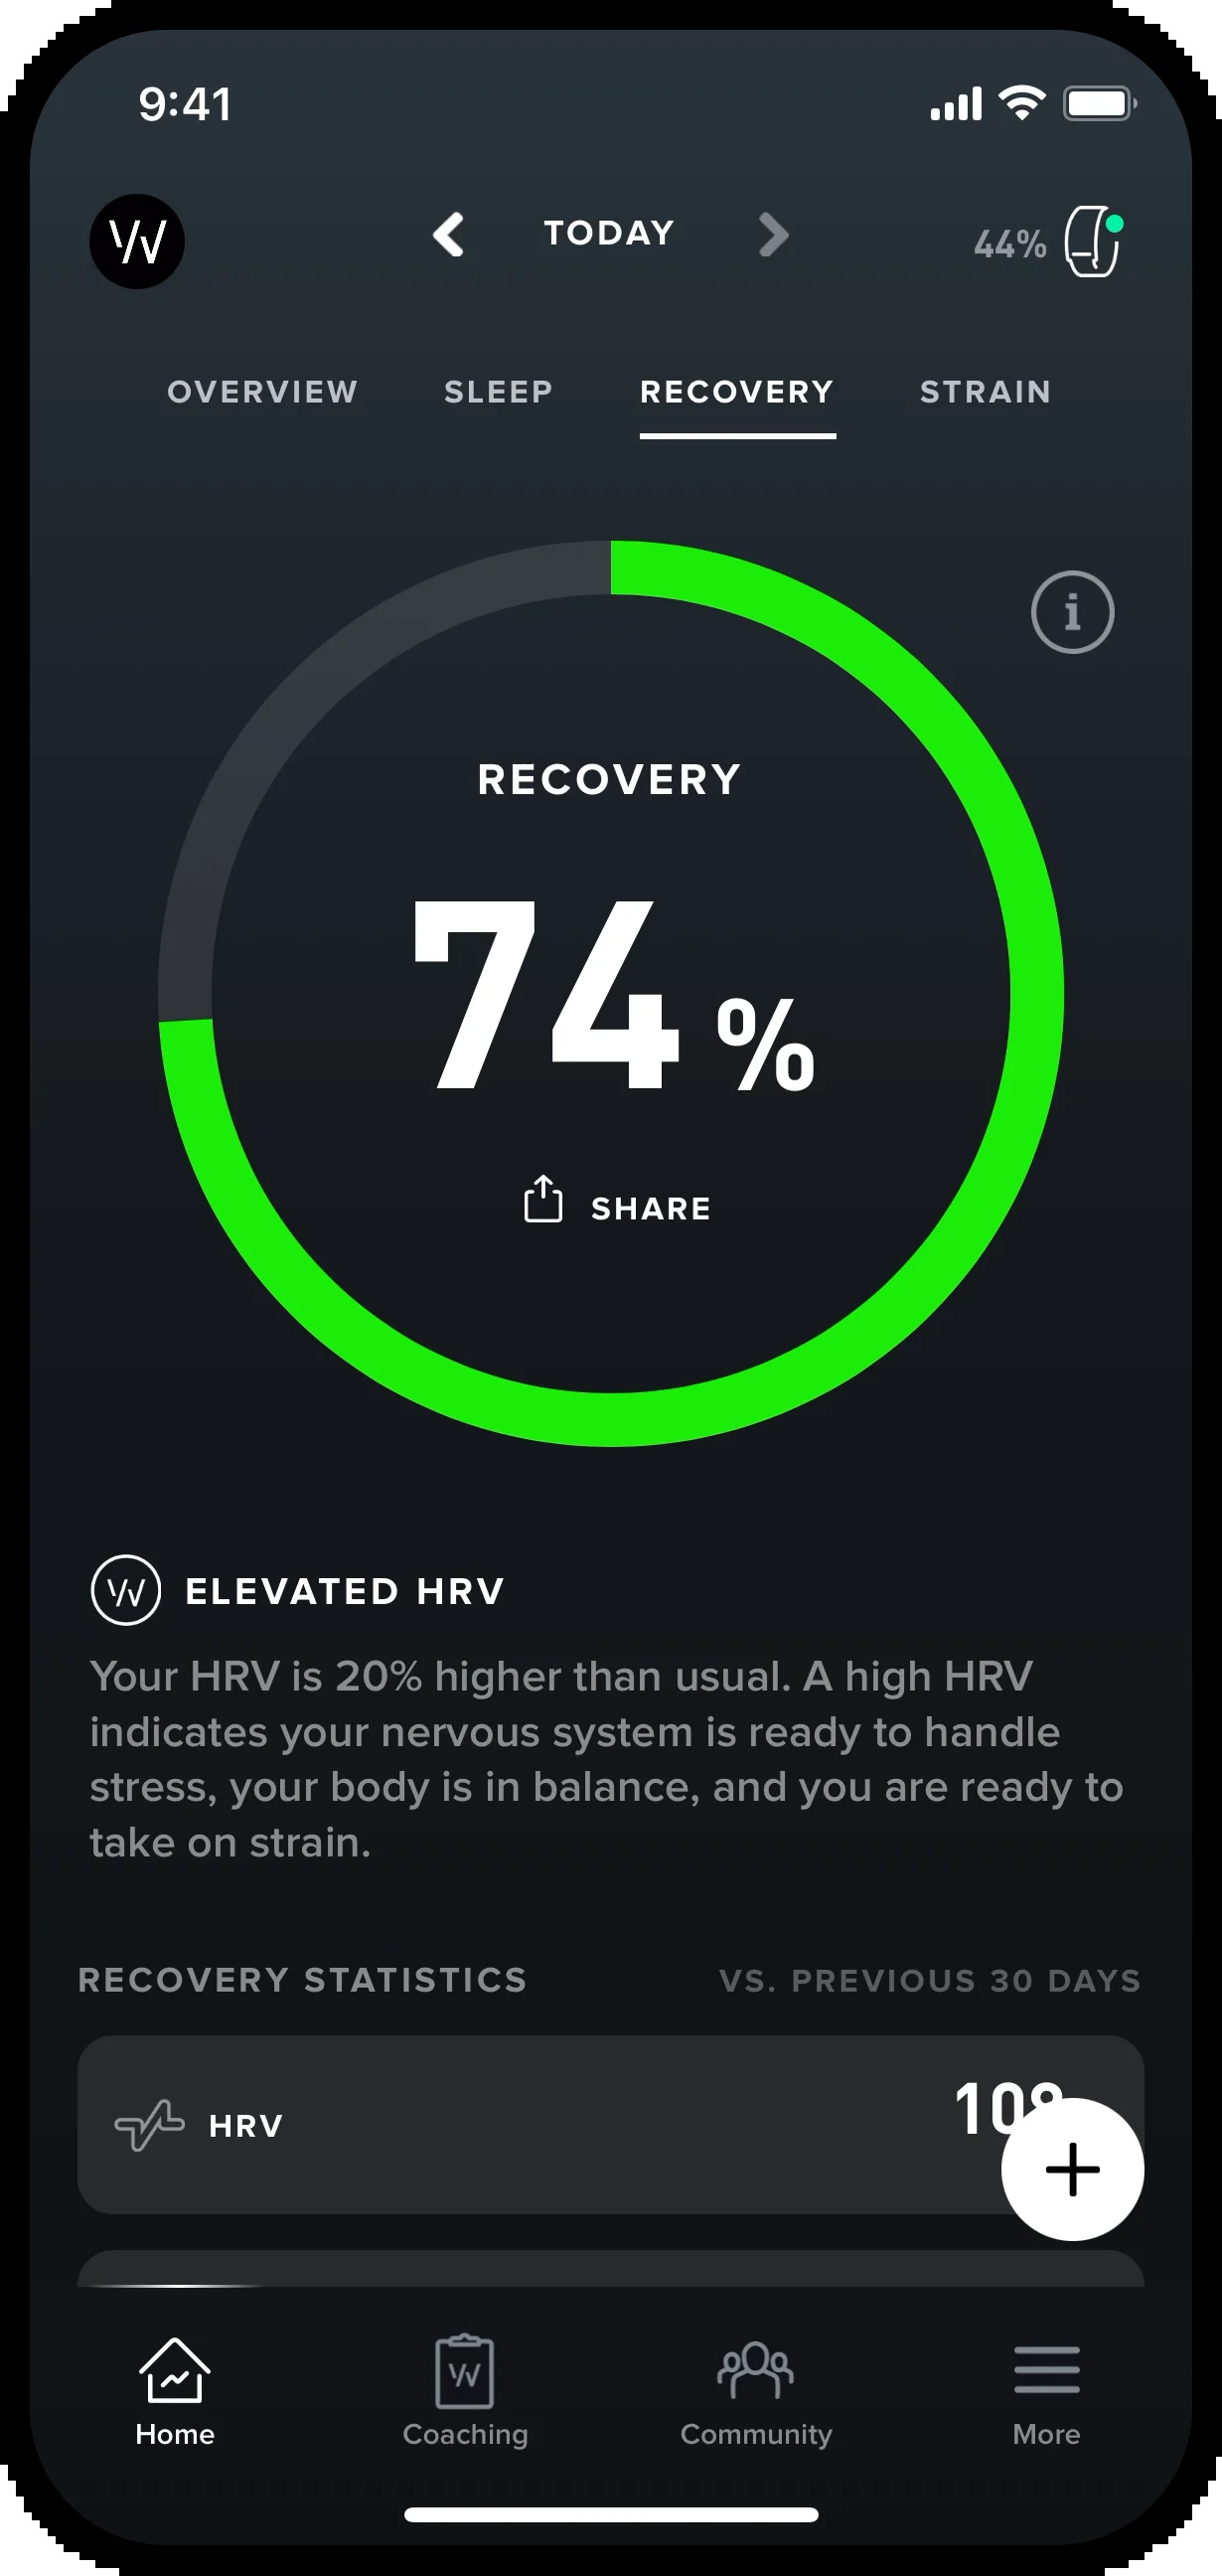 9:41
TODAY
44%
OVERVIEW SLEEP RECOVERY STRAIN
RECOVERY
74 %
SHARE
ELEVATED HRV
Your HRV is 20% higher than usual. A high HRV
indicates your nervous system is ready to handle
stress, your body is in balance, and you are ready to
take on strain.
RECOVERY STATISTICS VS. PREVIOUS 30 DAYS
HRV
Home Coaching Community More